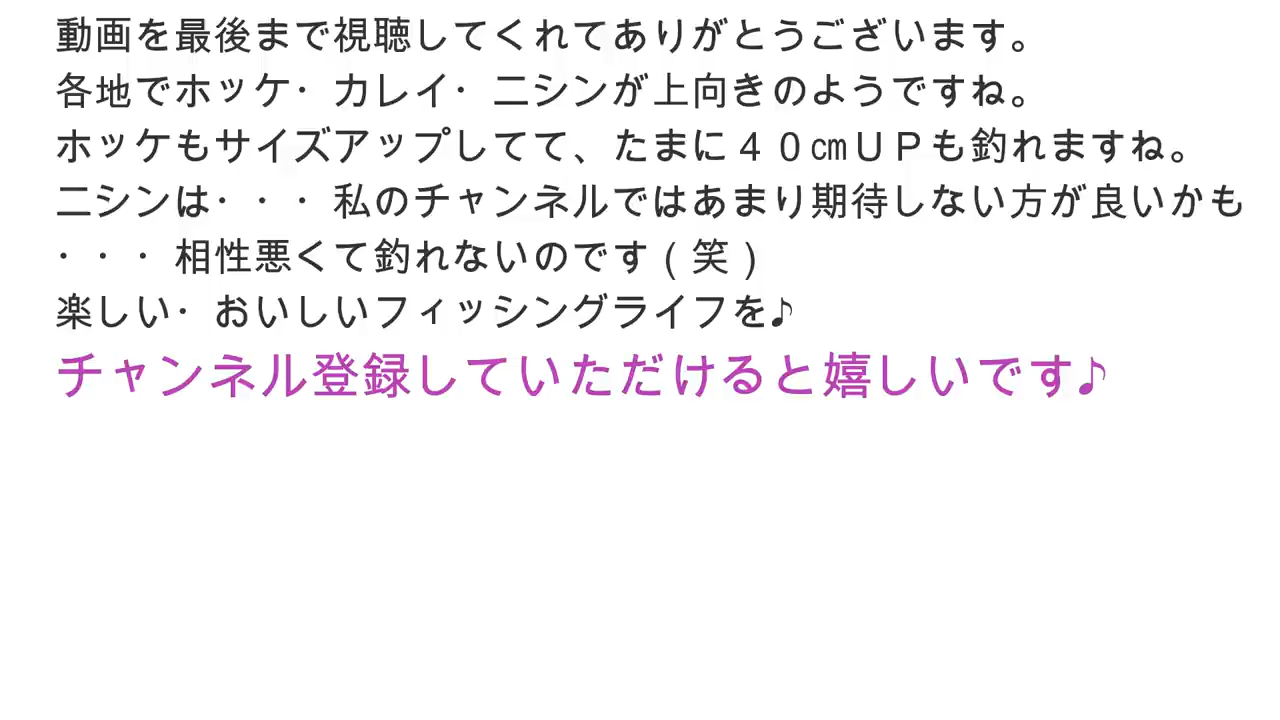 動画を最後まで視聴してくれてありがとうございます。
各地でホッケ・カレイ・ニシンが上向きのようですね。
ホッケもサイズアップしてて、たまに４０㎝ＵＰも釣れますね。
ニシンは・・・私のチャンネルではあまり期待しない方が良いかも
・・・相性悪くて釣れないのです（笑）
楽しい・おいしいフィッシングライフを♪
チャンネル登録していただけると嬉しいです♪